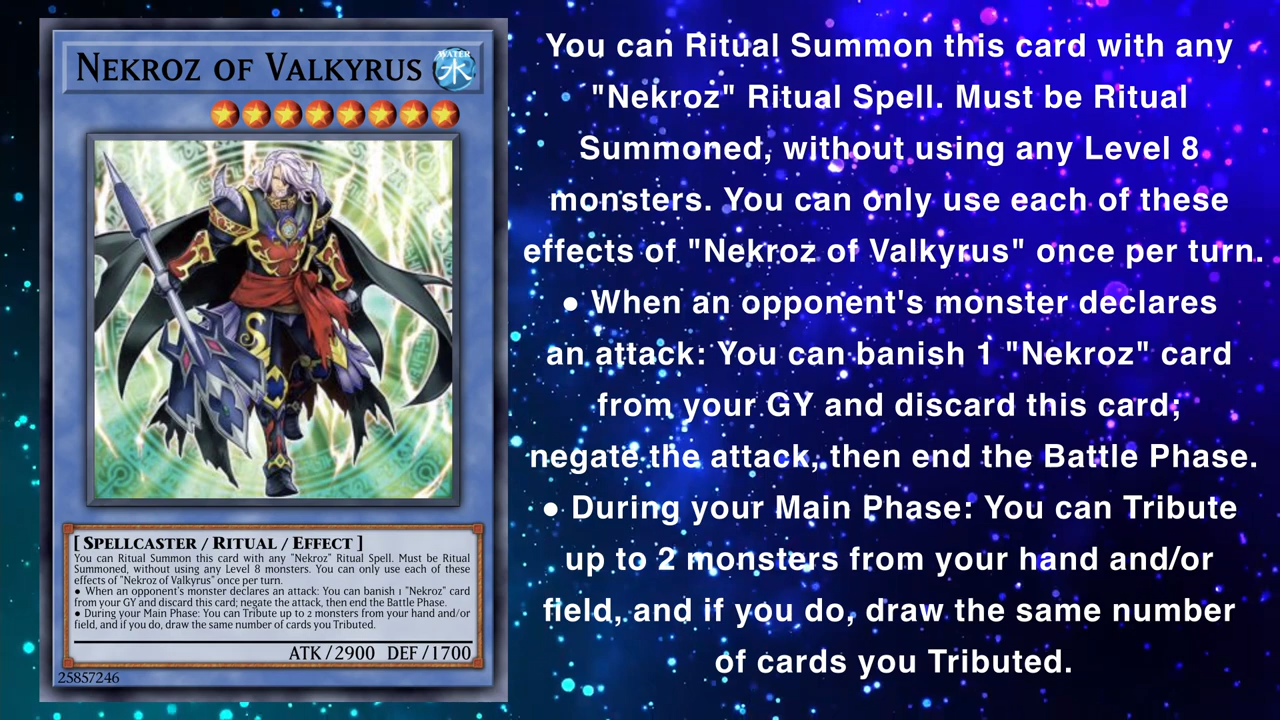 NEKROZ OF VALKYRUS
WATER
水
[ SPELLCASTER / RITUAL / EFFECT ]
You can Ritual Summon this card with any "Nekroz" Ritual Spell. Must be Ritual
Summoned, without using any Level 8 monsters. You can only use each of these
effects of "Nekroz of Valkyrus" once per turn.
● When an opponent's monster declares an attack: You can banish 1 "Nekroz" card
from your GY and discard this card; negate the attack, then end the Battle Phase.
● During your Main Phase: You can Tribute up to 2 monsters from your hand and/or
field, and if you do, draw the same number of cards you Tributed.
ATK/2900 DEF/1700
25857246
You can Ritual Summon this card with any
"Nekroz" Ritual Spell. Must be Ritual
Summoned, without using any Level 8
monsters. You can only use each of these
effects of "Nekroz of Valkyrus" once per turn.
● When an opponent's monster declares
an attack: You can banish 1 "Nekroz" card
from your GY and discard this card;
negate the attack, then end the Battle Phase.
● During your Main Phase: You can Tribute
up to 2 monsters from your hand and/or
field, and if you do, draw the same number
of cards you Tributed.